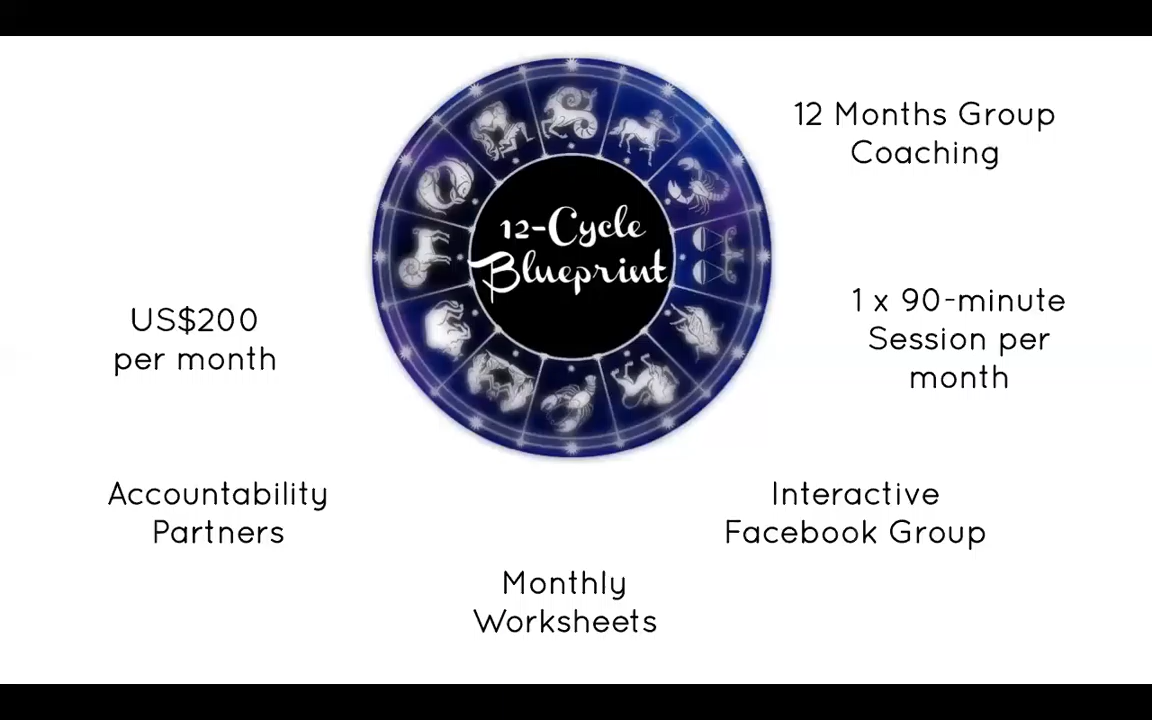 12-Cycle
Blueprint
12 Months Group
Coaching
1 x 90-minute
Session per
month
Interactive
Facebook Group
Monthly
Worksheets
Accountability
Partners
US$200
per month